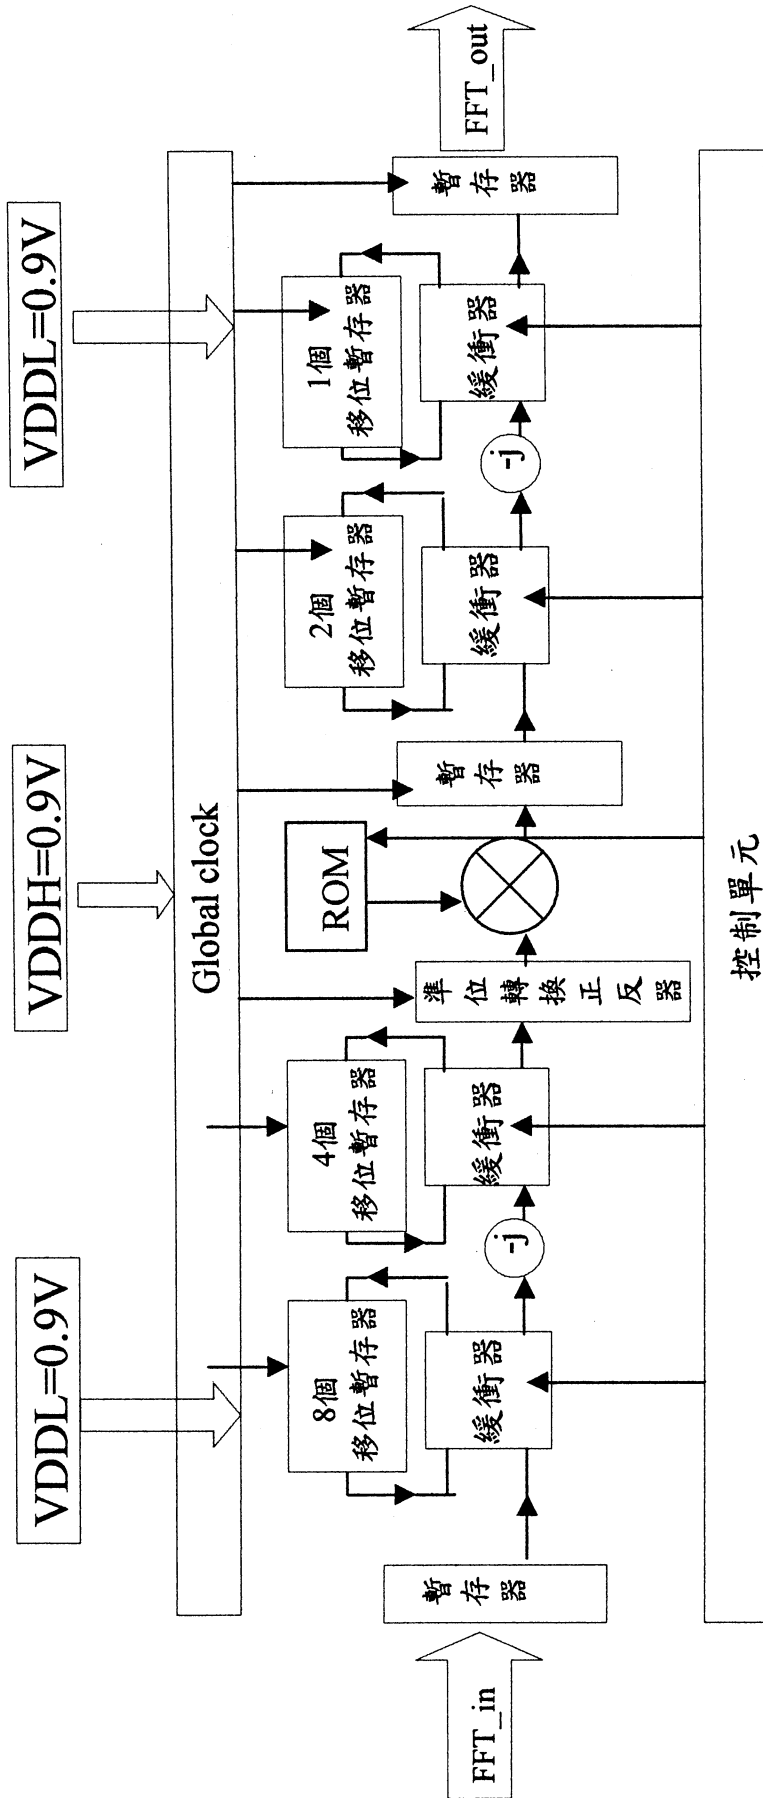 VDDL=0.9V
VDDH=0.9V
VDDL=0.9V
Global clock
8個
移位暫存器
4個
移位暫存器
ROM
2個
移位暫存器
1個
移位暫存器
FFT_in
暫存器
緩衝器
-j
緩衝器
準位轉換正反器
暫存器
緩衝器
-j
緩衝器
暫存器
FFT_out
控制單元